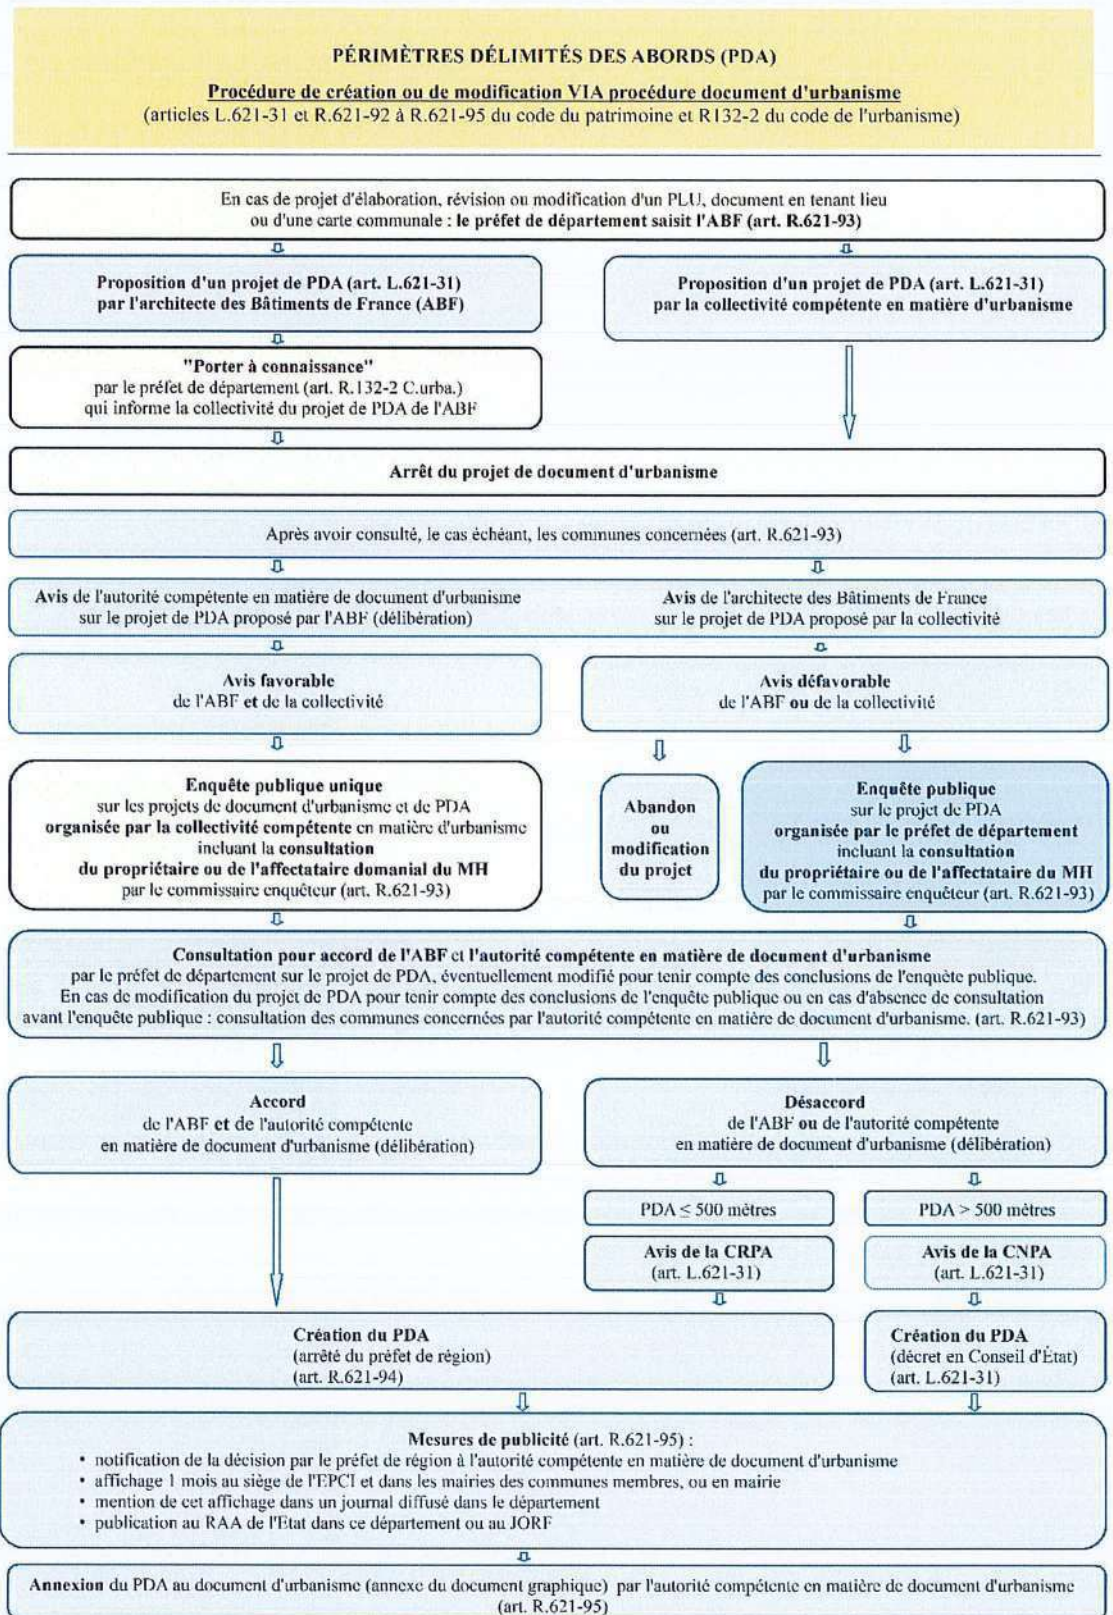 PÉRIMÈTRES DÉLIMITÉS DES ABORDS (PDA)
Procédure de création ou de modification VIA procédure document d'urbanisme
(articles L.621-31 et R.621-92 à R.621-95 du code du patrimoine et R132-2 du code de l'urbanisme)
En cas de projet d'élaboration, révision ou modification d'un PLU, document en tenant lieu
ou d'une carte communale : le préfet de département saisit l'ABF (art. R.621-93)
Proposition d'un projet de PDA (art. L.621-31)
par l'architecte des Bâtiments de France (ABF)
Proposition d'un projet de PDA (art. L.621-31)
par la collectivité compétente en matière d'urbanisme
"Porter à connaissance"
par le préfet de département (art. R.132-2 C.urba.)
qui informe la collectivité du projet de PDA de l'ABF
Arrêt du projet de document d'urbanisme
Après avoir consulté, le cas échéant, les communes concernées (art. R.621-93)
Avis de l'autorité compétente en matière de document d'urbanisme
sur le projet de PDA proposé par l'ABF (délibération)
Avis de l'architecte des Bâtiments de France
sur le projet de PDA proposé par la collectivité
Avis favorable
de l'ABF et de la collectivité
Avis défavorable
de l'ABF ou de la collectivité
Enquête publique unique
sur les projets de document d'urbanisme et de PDA
organisée par la collectivité compétente en matière d'urbanisme
incluant la consultation
du propriétaire ou de l'affectataire domanial du MH
par le commissaire enquêteur (art. R.621-93)
Abandon
ou
modification
du projet
Enquête publique
sur le projet de PDA
organisée par le préfet de département
incluant la consultation
du propriétaire ou de l'affectataire du MH
par le commissaire enquêteur (art. R.621-93)
Consultation pour accord de l'ABF et l'autorité compétente en matière de document d'urbanisme
par le préfet de département sur le projet de PDA, éventuellement modifié pour tenir compte des conclusions de l'enquête publique.
En cas de modification du projet de PDA pour tenir compte des conclusions de l'enquête publique ou en cas d'absence de consultation
avant l'enquête publique : consultation des communes concernées par l'autorité compétente en matière de document d'urbanisme. (art. R.621-93)
Accord
de l'ABF et de l'autorité compétente
en matière de document d'urbanisme (délibération)
Désaccord
de l'ABF ou de l'autorité compétente
en matière de document d'urbanisme (délibération)
PDA ≤ 500 mètres
PDA > 500 mètres
Avis de la CRPA
(art. L.621-31)
Avis de la CNPA
(art. L.621-31)
Création du PDA
(arrêté du préfet de région)
(art. R.621-94)
Création du PDA
(décret en Conseil d'État)
(art. L.621-31)
Mesures de publicité (art. R.621-95) :
• notification de la décision par le préfet de région à l'autorité compétente en matière de document d'urbanisme
• affichage 1 mois au siège de l'EPCI et dans les mairies des communes membres, ou en mairie
• mention de cet affichage dans un journal diffusé dans le département
• publication au RAA de l'Etat dans ce département ou au JORF
Annexion du PDA au document d'urbanisme (annexe du document graphique) par l'autorité compétente en matière de document d'urbanisme
(art. R.621-95)